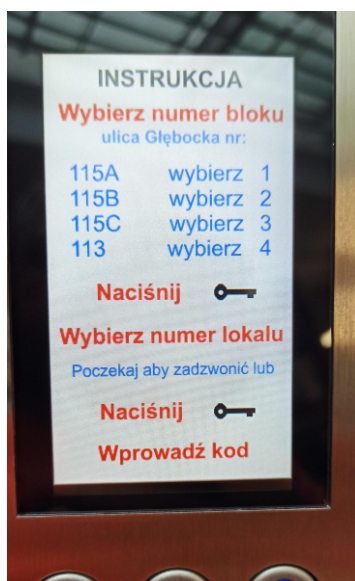 INSTRUKCJA
Wybierz numer bloku
ulica Głębocka nr:
115A wybierz 1
115B wybierz 2
115C wybierz 3
113 wybierz 4
Naciśnij
Wybierz numer lokalu
Poczekaj aby zadzwonić lub
Naciśnij
Wprowadź kod